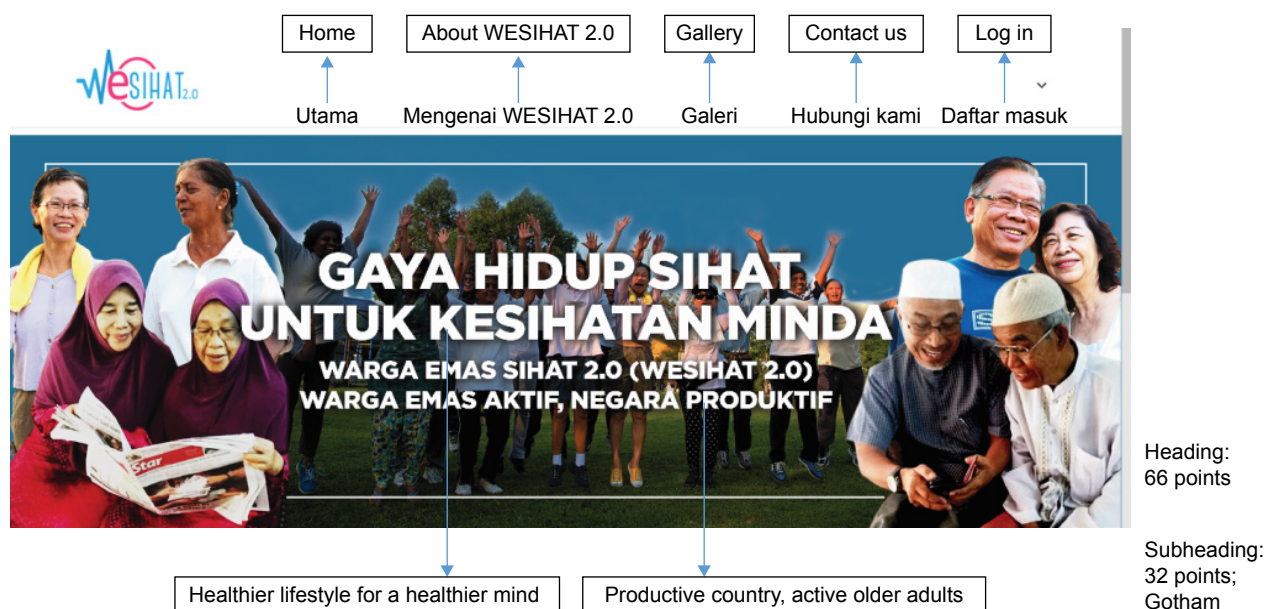 Home About WESIHAT 2.0 Gallery Contact us Log in
WeSIHAT 2.0
Utama Mengenai WESIHAT 2.0 Galeri Hubungi kami Daftar masuk
GAYA HIDUP SIHAT
UNTUK KESIHATAN MINDA
WARGA EMAS SIHAT 2.0 (WESIHAT 2.0)
WARGA EMAS AKTIF, NEGARA PRODUKTIF
Star
Heading:
66 points
Subheading:
32 points;
Gotham
Healthier lifestyle for a healthier mind Productive country, active older adults